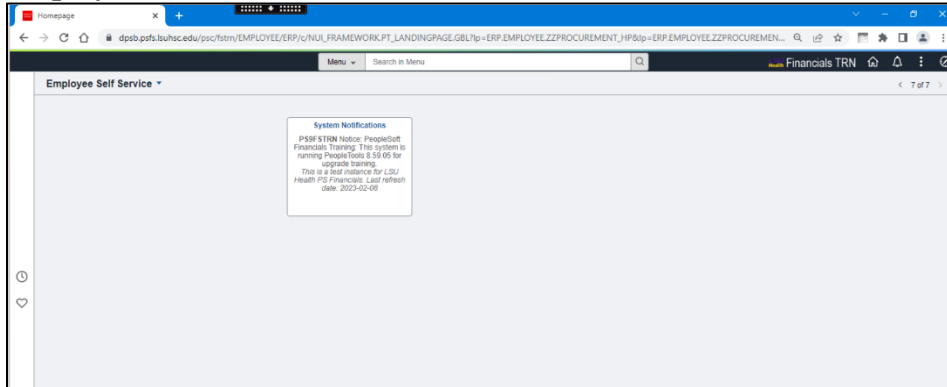 Homepage
dpsb.psfs.lsuhsc.edu/psc/fstrn/EMPLOYEE/ERP/c/NUI_FRAMEWORK.PT_LANDINGPAGE.GBL?lp=ERP.EMPLOYEE.ZZPROCUREMENT_HP&lp=ERP.EMPLOYEE.ZZPROCUREMEN...
Menu Search in Menu Financials TRN
Employee Self Service 7 of 7
System Notifications
PS9FSTRN Notice: PeopleSoft
Financials Training: This system is
running PeopleTools 8.59.05 for
upgrade training.
This is a test instance for LSU
Health PS Financials. Last refresh
date: 2023-02-06